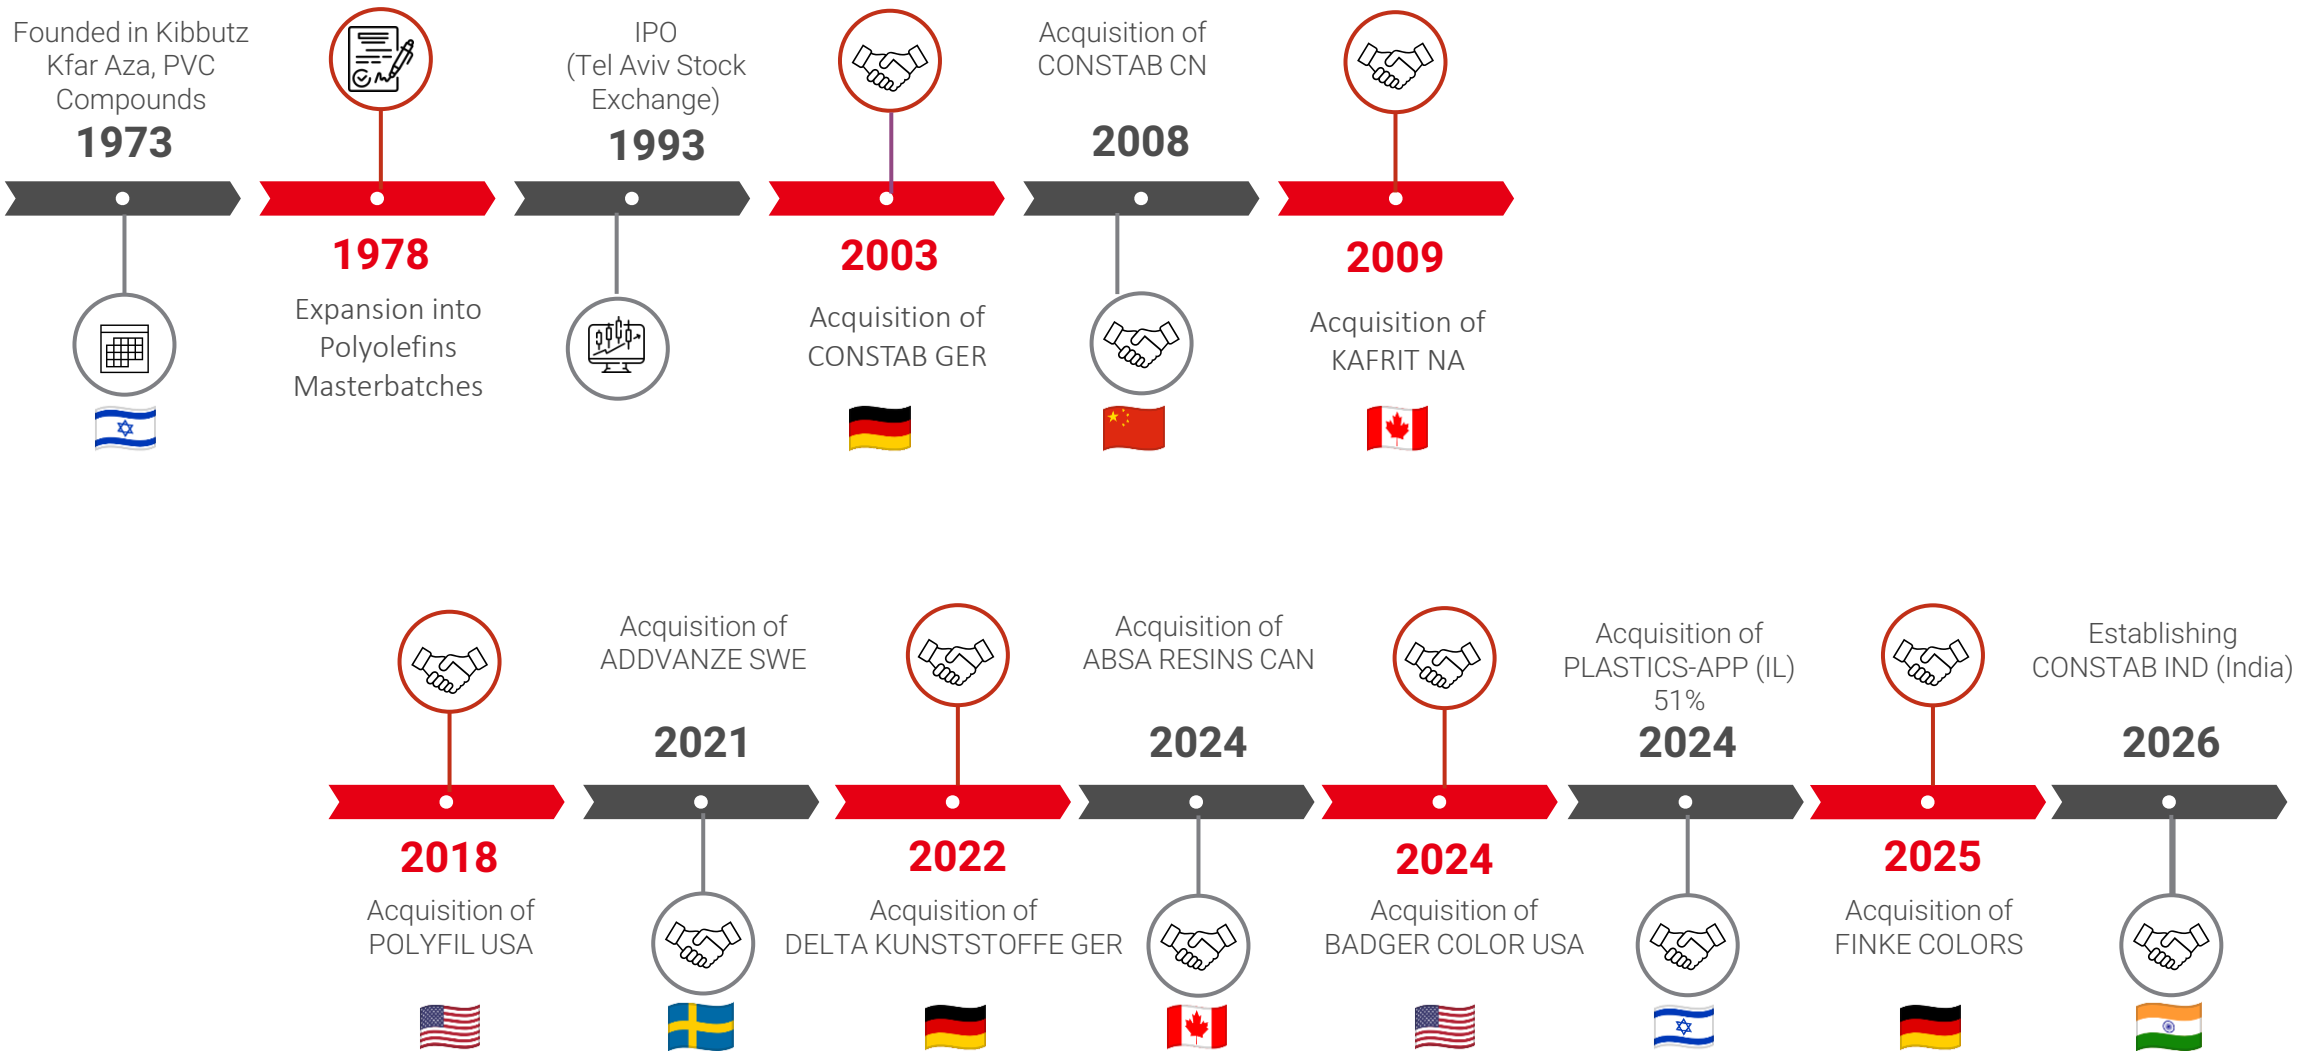 Founded in Kibbutz
Kfar Aza, PVC
Compounds
1973
1978
Expansion into
Polyolefins
Masterbatches
IPO
(Tel Aviv Stock
Exchange)
1993
2003
Acquisition of
CONSTAB GER
Acquisition of
CONSTAB CN
2008
2009
Acquisition of
KAFRIT NA
2018
Acquisition of
POLYFIL USA
Acquisition of
ADDVANZE SWE
2021
2022
Acquisition of
DELTA KUNSTSTOFFE GER
Acquisition of
ABSA RESINS CAN
2024
2024
Acquisition of
BADGER COLOR USA
Acquisition of
PLASTICS-APP (IL)
51%
2024
2025
Acquisition of
FINKE COLORS
Establishing
CONSTAB IND (India)
2026